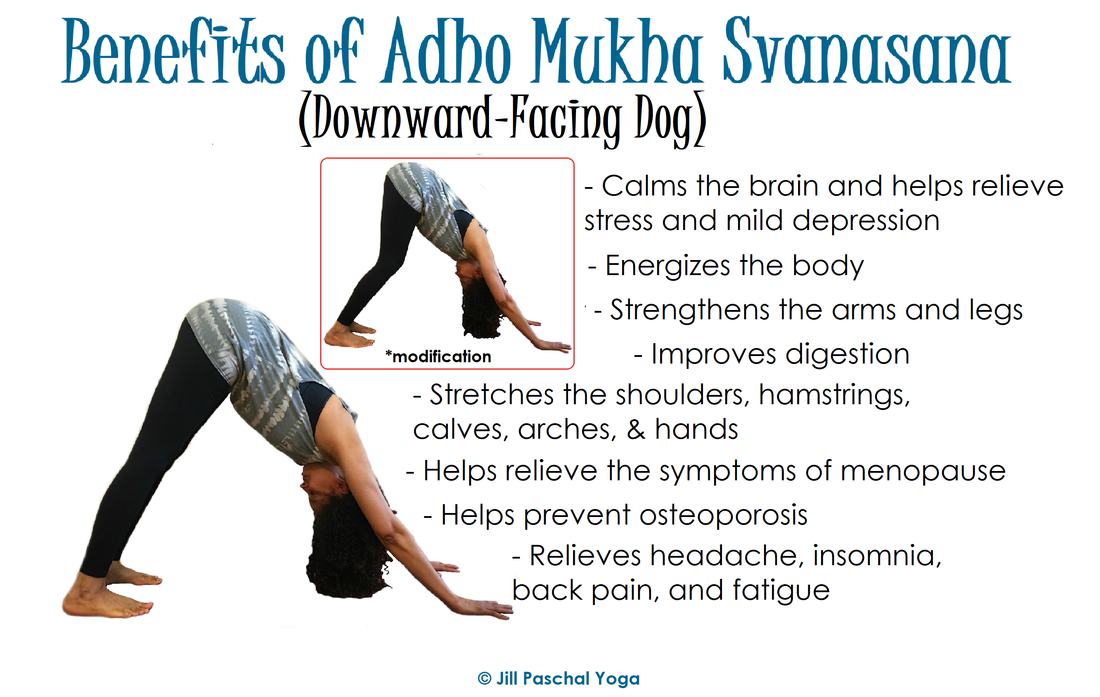 Benefits of Adho Mukha Svanasana
(Downward-Facing Dog)
- Calms the brain and helps relieve
stress and mild depression
- Energizes the body
- Strengthens the arms and legs
*modification
- Improves digestion
- Stretches the shoulders, hamstrings,
calves, arches, & hands
- Helps relieve the symptoms of menopause
- Helps prevent osteoporosis
- Relieves headache, insomnia,
back pain, and fatigue
© Jill Paschal Yoga